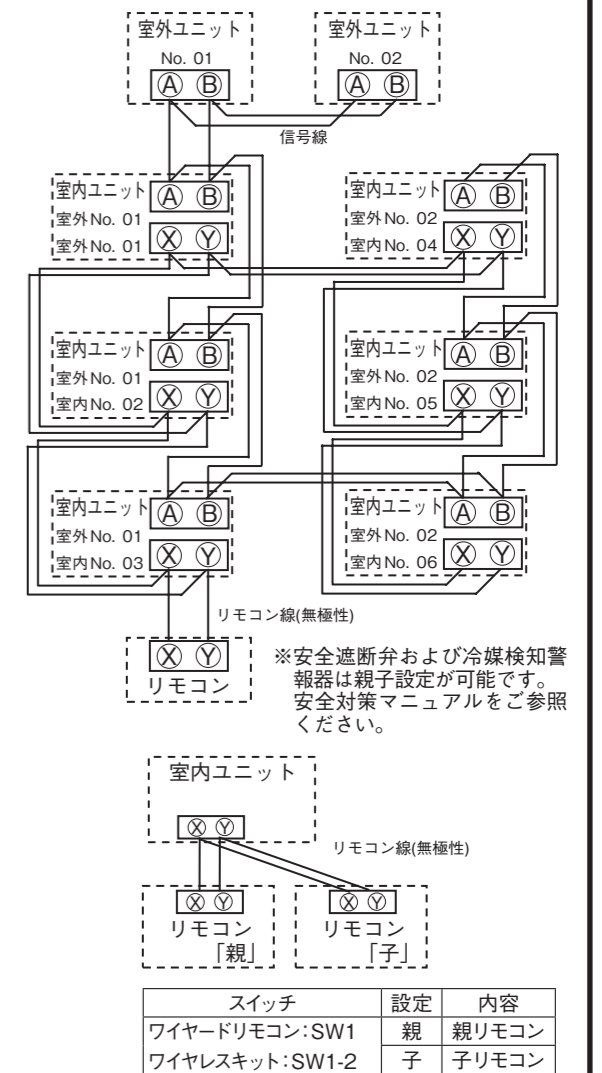 室外ユニット 室外ユニット
No. 01 No. 02
Ⓐ Ⓑ Ⓐ Ⓑ
信号線
室内ユニット Ⓐ Ⓑ 室内ユニット Ⓐ Ⓑ
室外No. 01 室外No. 02
室外No. 01 Ⓧ Ⓨ 室内No. 04 Ⓧ Ⓨ
室内ユニット Ⓐ Ⓑ 室内ユニット Ⓐ Ⓑ
室外No. 01 室外No. 02
室内No. 02 Ⓧ Ⓨ 室内No. 05 Ⓧ Ⓨ
室内ユニット Ⓐ Ⓑ 室内ユニット Ⓐ Ⓑ
室外No. 01 室外No. 02
室内No. 03 Ⓧ Ⓨ 室内No. 06 Ⓧ Ⓨ
リモコン線(無極性)
Ⓧ Ⓨ
リモコン
※安全遮断弁および冷媒検知警
報器は親子設定が可能です。
安全対策マニュアルをご参照
ください。
室内ユニット
Ⓧ Ⓨ
リモコン線(無極性)
Ⓧ Ⓨ Ⓧ Ⓨ
リモコン リモコン
「親」 「子」
スイッチ 設定 内容
ワイヤードリモコン:SW1 親 親リモコン
ワイヤレスキット:SW1-2 子 子リモコン